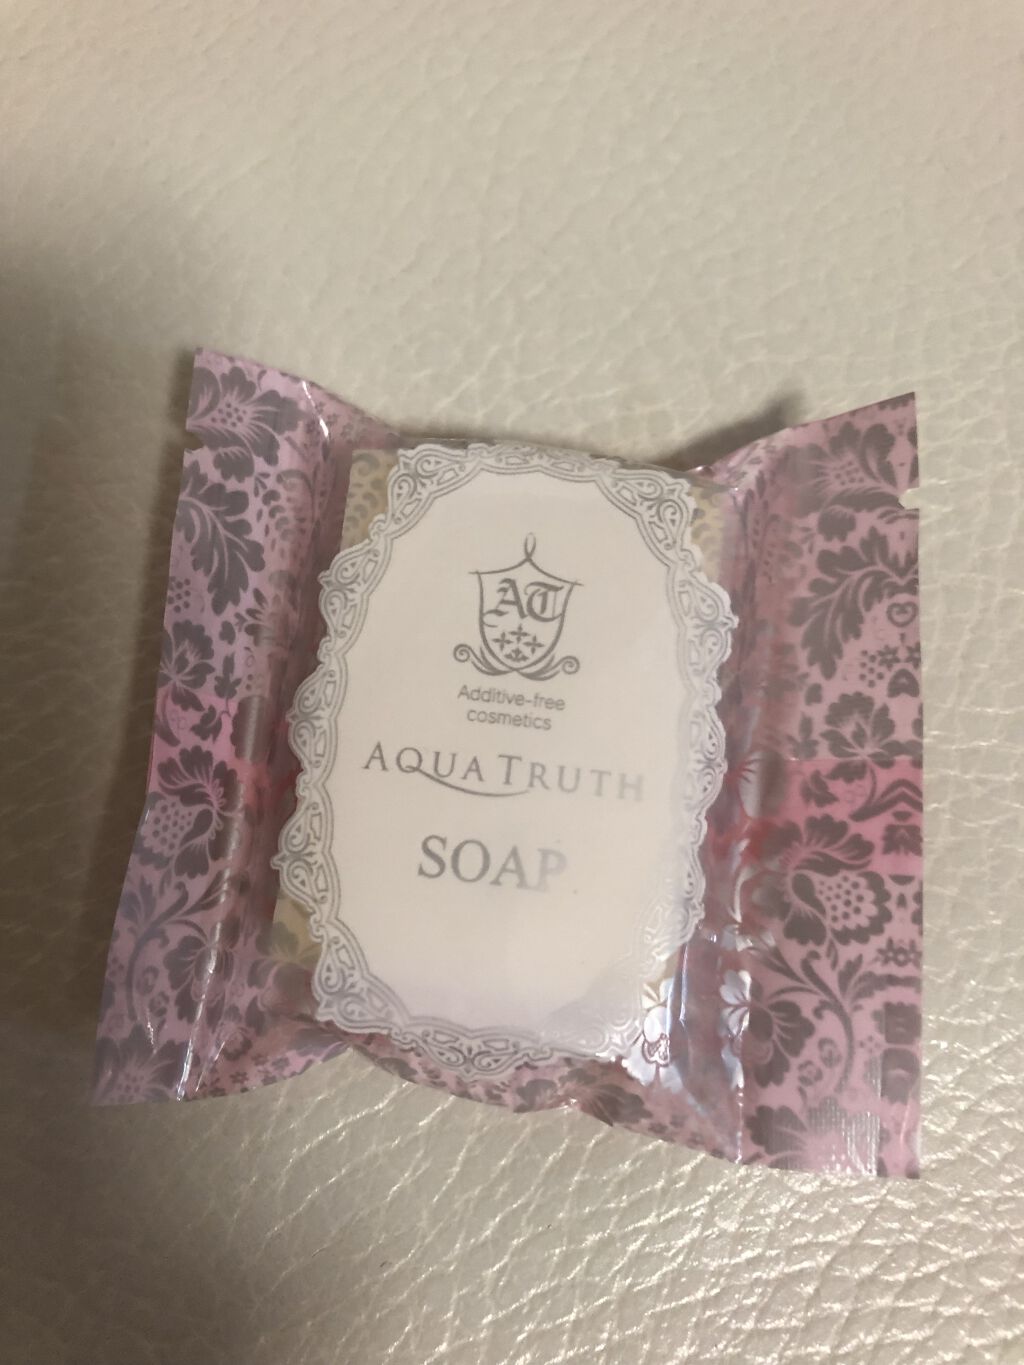 AT
Additive-free
cosmetics
AQUA TRUTH
SOAP